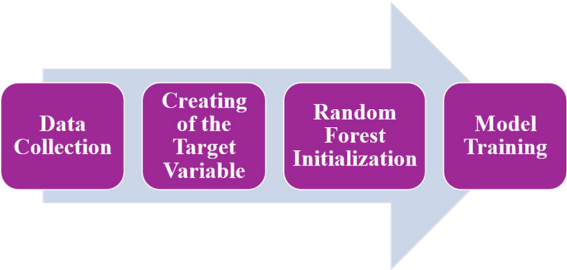 Data
Collection
Creating
of the
Target
Variable
Random
Forest
Initialization
Model
Training